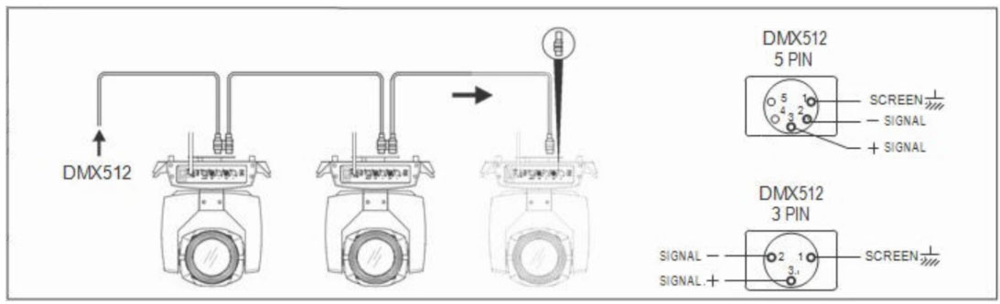 DMX512
DMX512
5 PIN
5
1
4
2
3
SCREEN
− SIGNAL
+ SIGNAL
DMX512
3 PIN
SIGNAL −
SIGNAL.+
2
.1
3
SCREEN